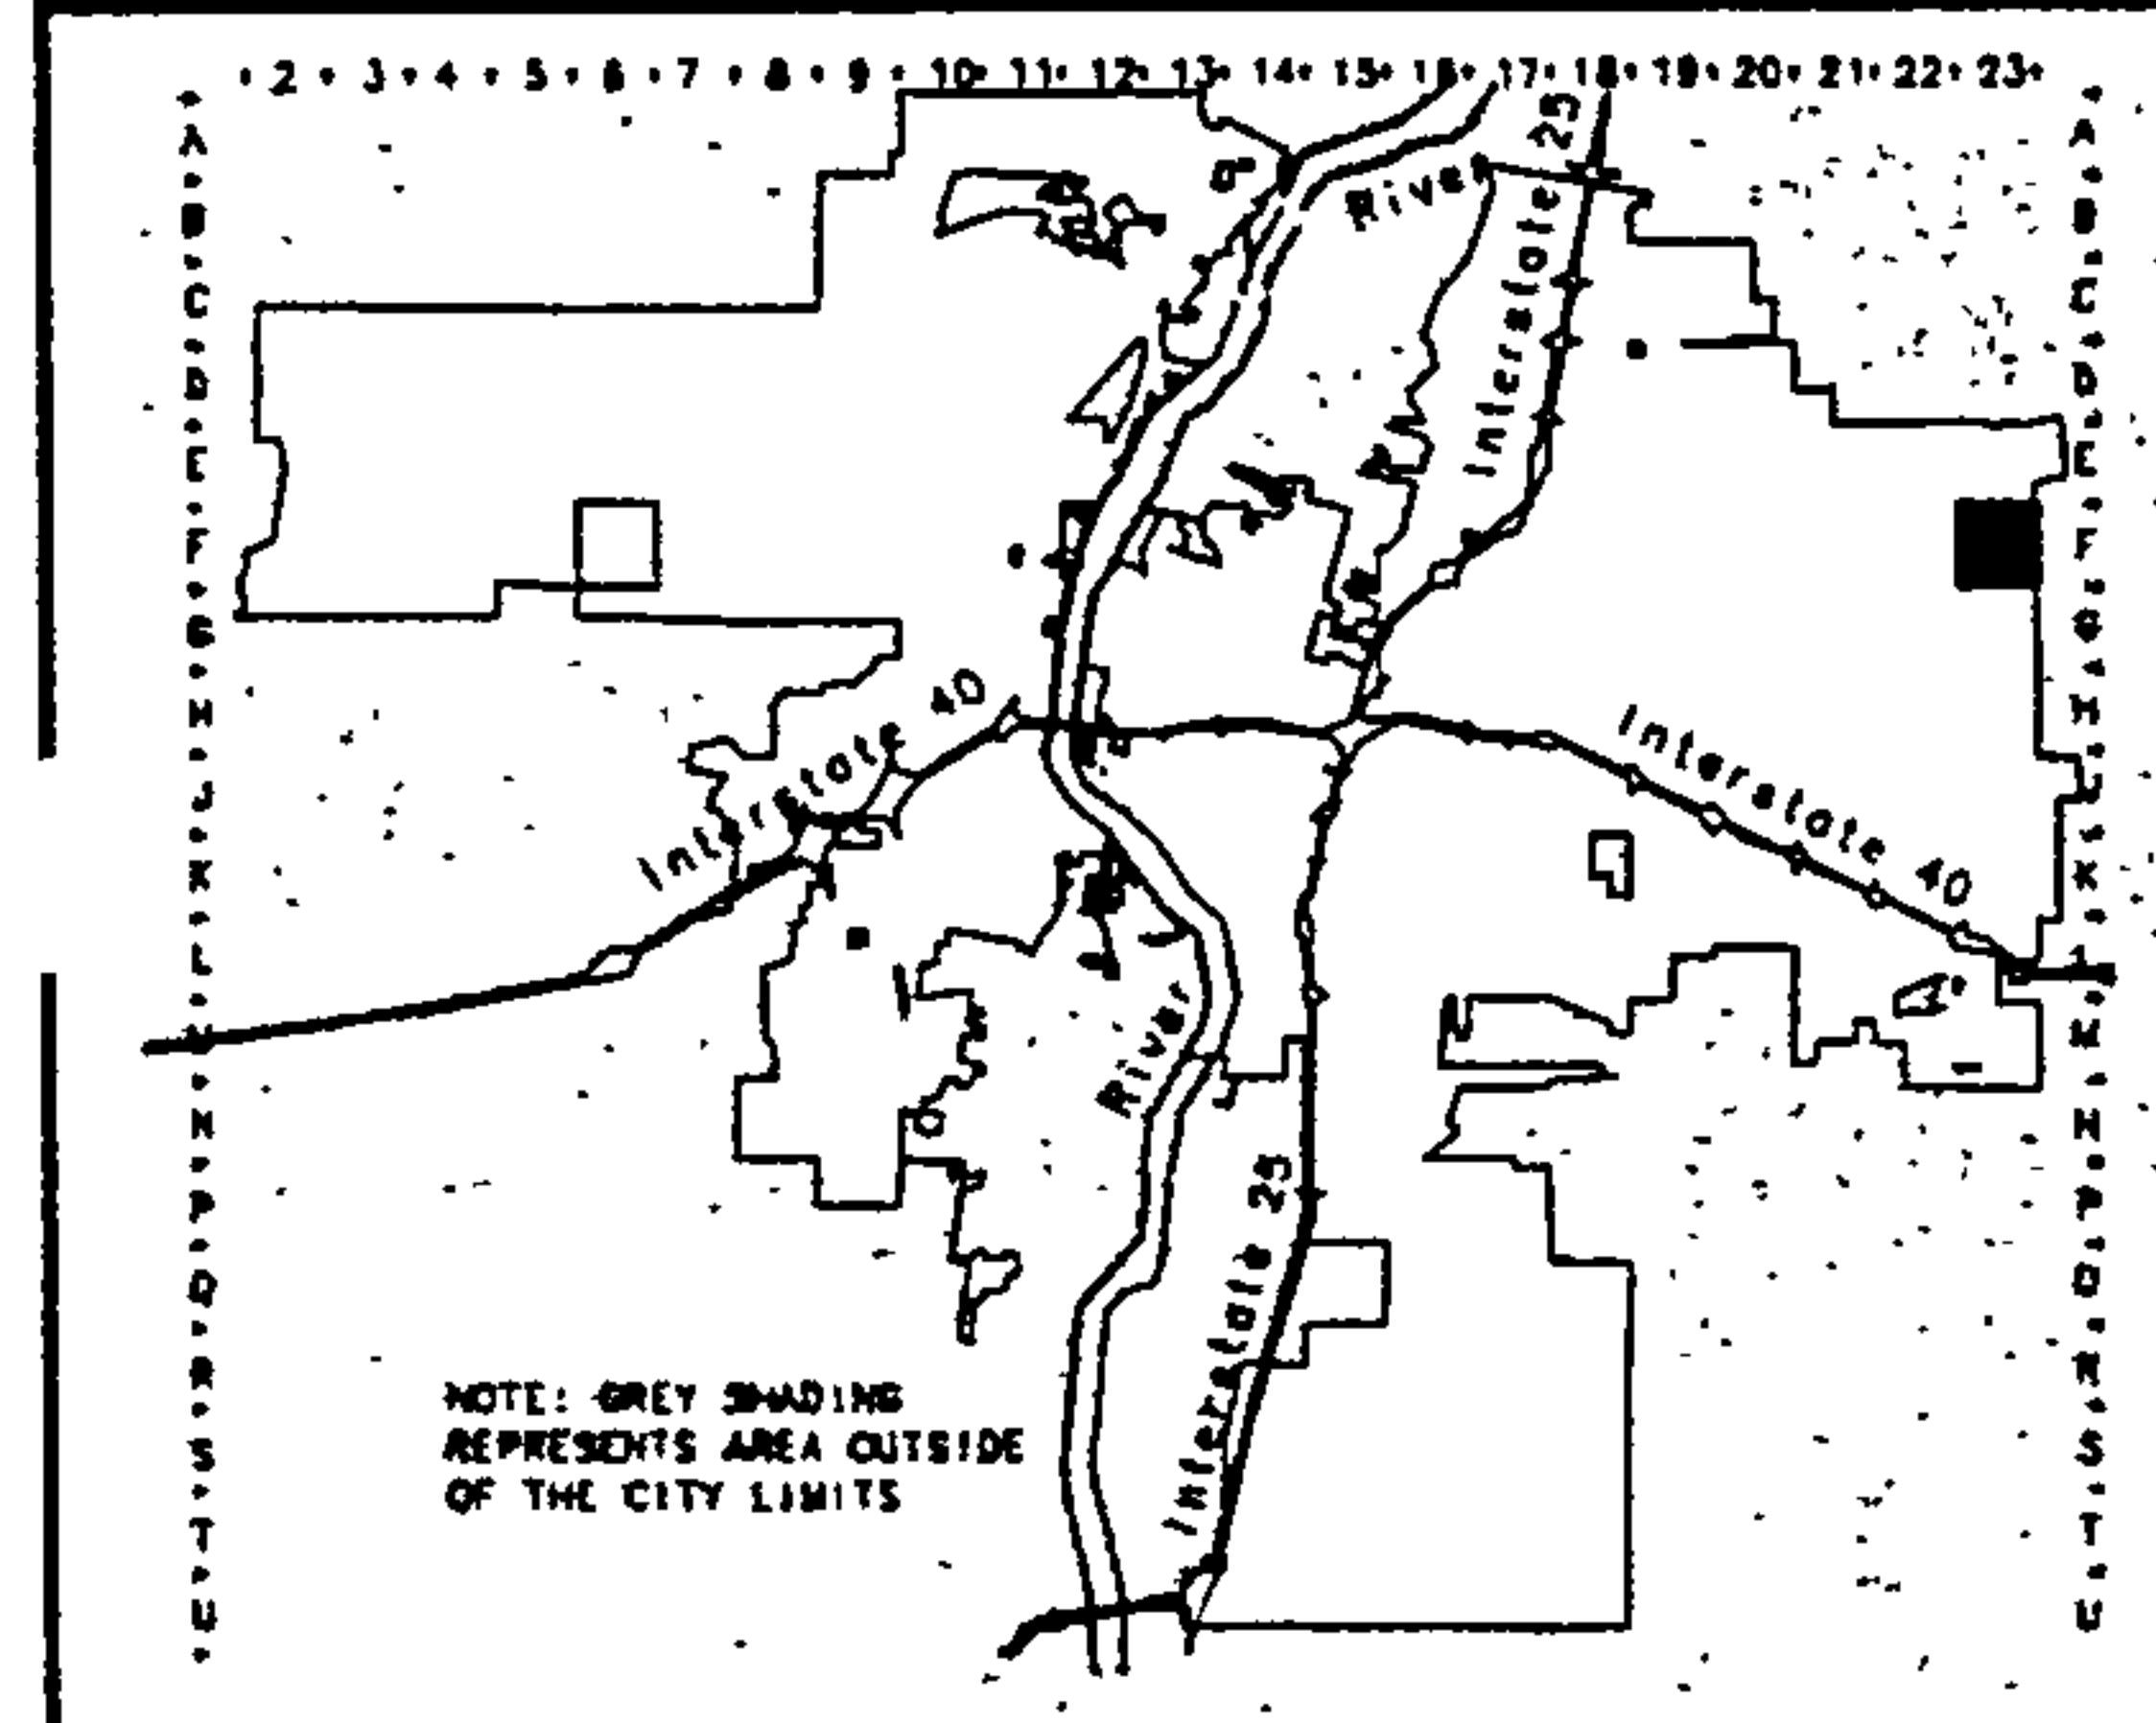 2 3 4 5 6 7 8 9 10 11 12 13 14 15 16 17 18 19 20 21 22 23
A A
B B
C C
D D
E E
F F
G G
H H
J J
K K
L L
M M
N N
P P
Q Q
R R
S S
T T
U U
River
Interstate 25
Interstate 40
Interstate 40
River
Interstate 25
NOTE: GREY SHADING
REPRESENTS AREA OUTSIDE
OF THE CITY LIMITS